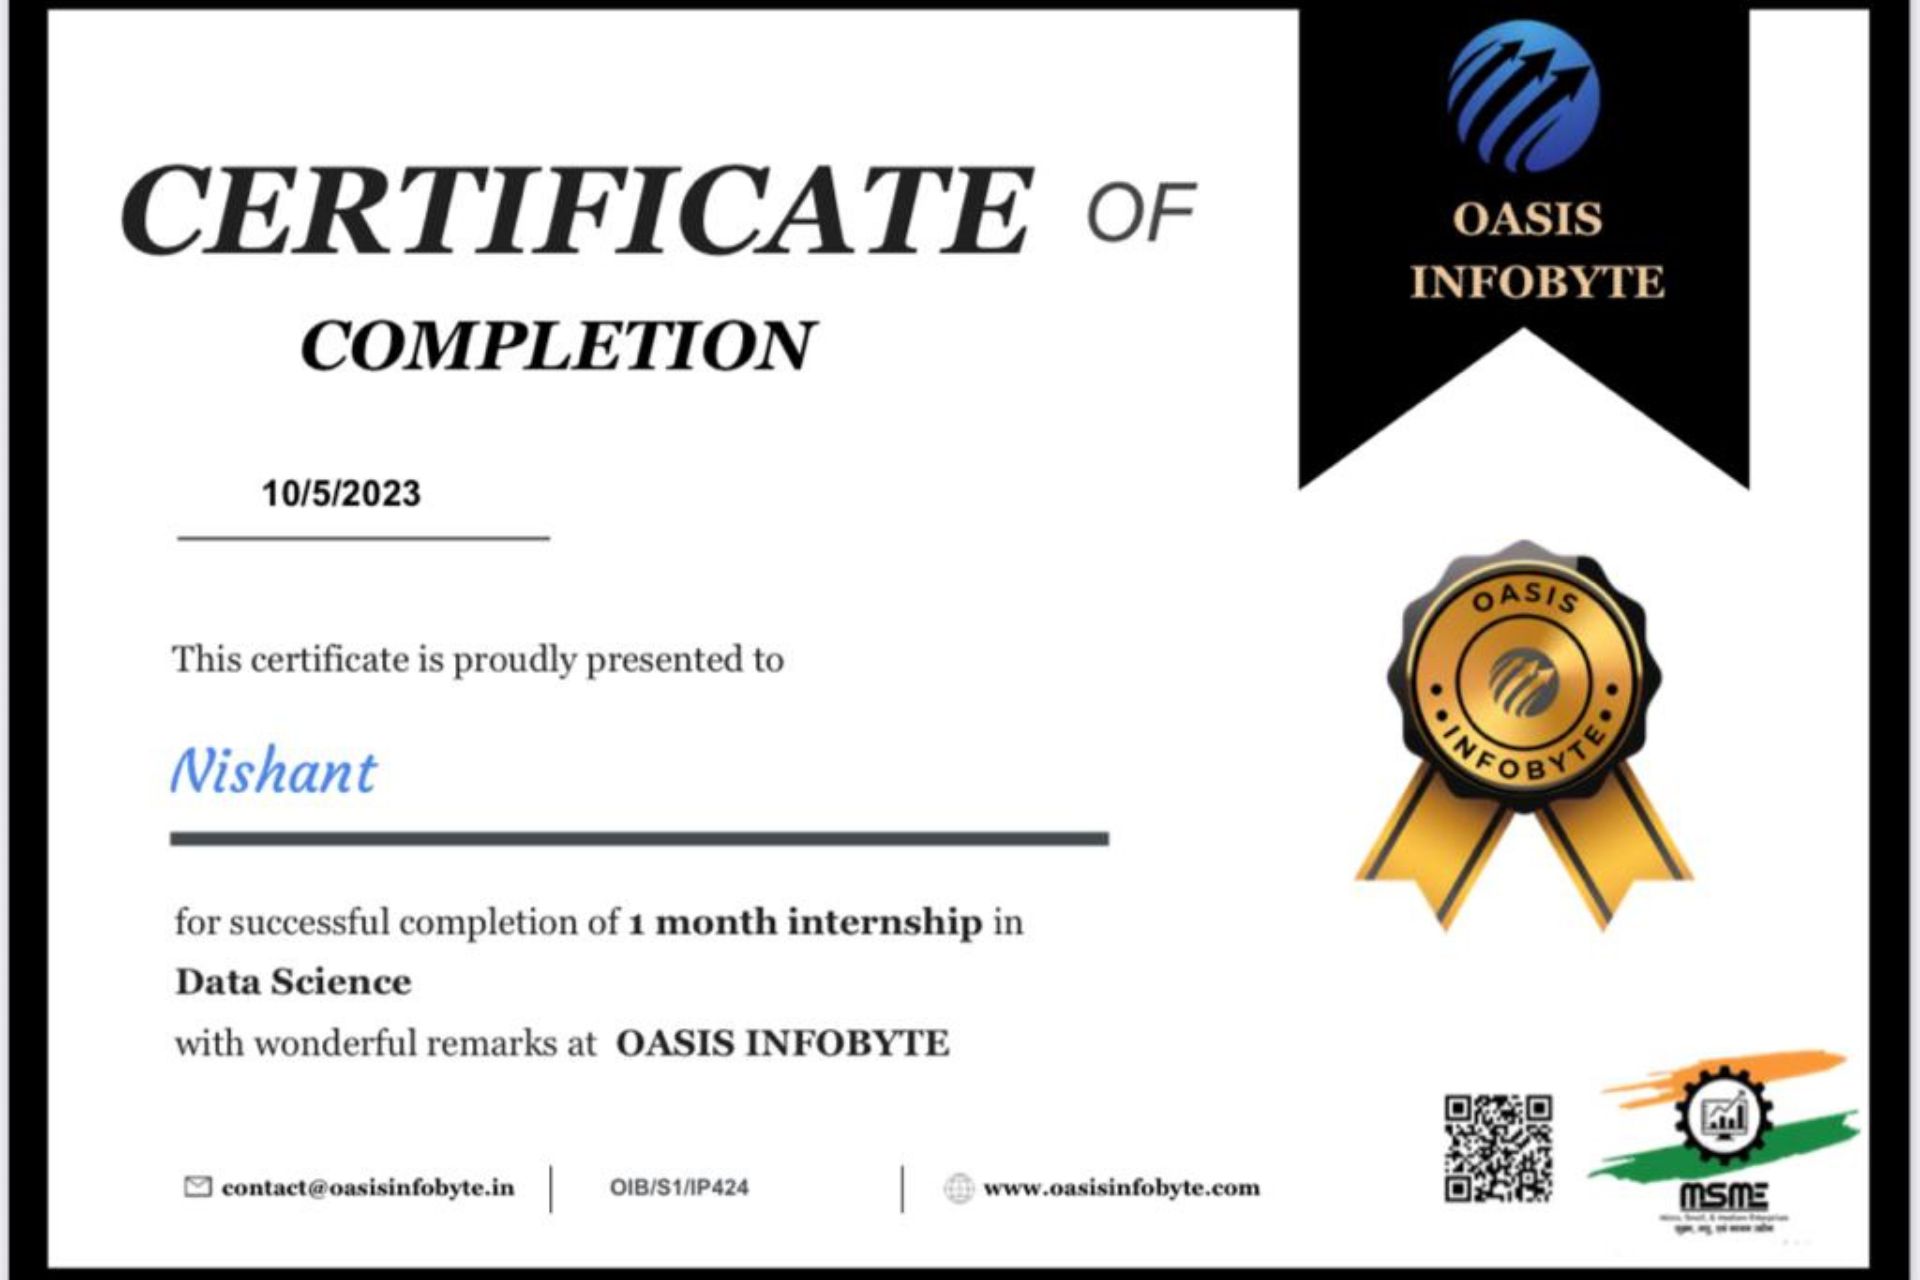 CERTIFICATE OF
COMPLETION
OASIS
INFOBYTE
10/5/2023
This certificate is proudly presented to
Nishant
OASIS
INFOBYTE
for successful completion of 1 month internship in
Data Science
with wonderful remarks at OASIS INFOBYTE
contact@oasisinfobyte.in
OIB/S1/IP424
www.oasisinfobyte.com
MSME